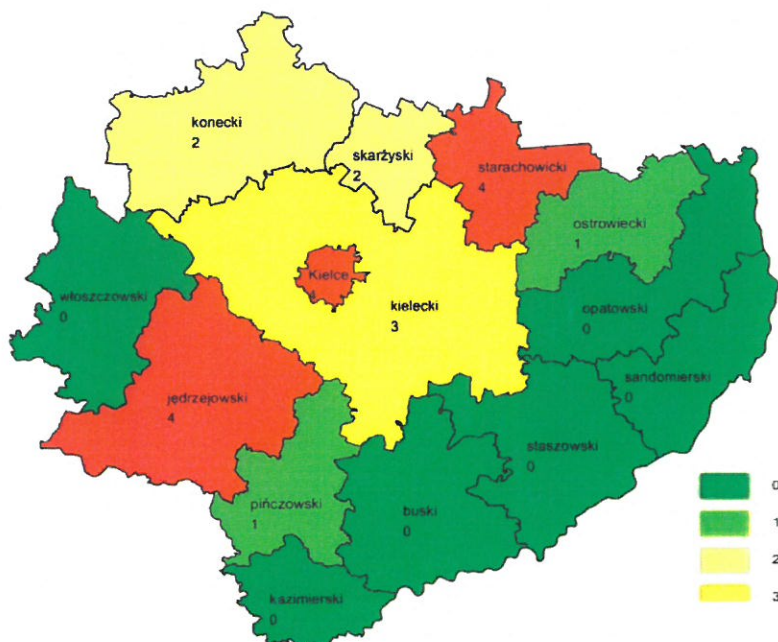 konecki
2
skarżyski
2
starachowicki
4
ostrowiecki
1
Kielce
4
włoszczowski
0
kielecki
3
opatowski
0
sandomierski
0
jędrzejowski
4
staszowski
0
pińczowski
1
buski
0
kazimierski
0
0
1
2
3